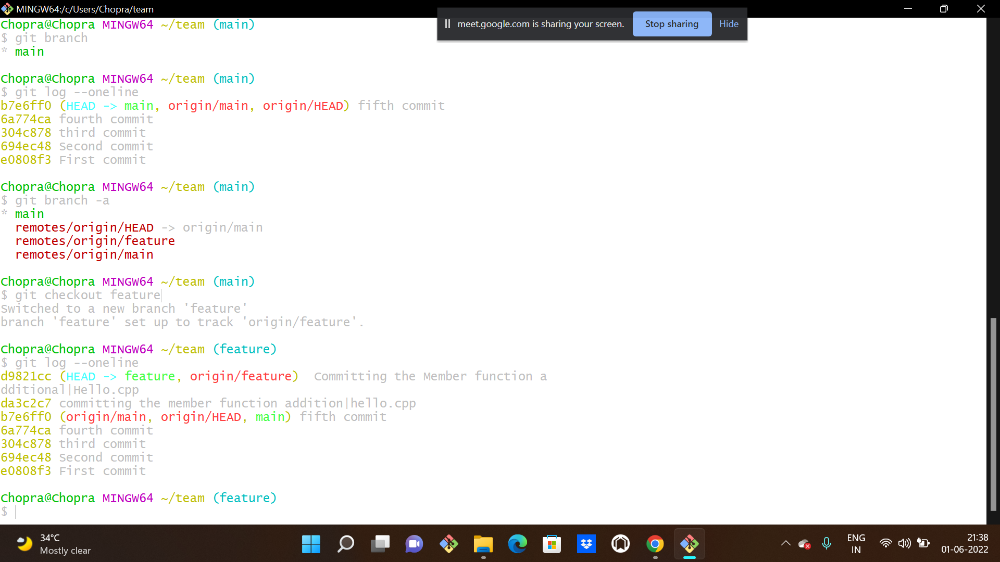 MINGW64:/c/Users/Chopra/team
meet.google.com is sharing your screen. Stop sharing Hide
Chopra@Chopra MINGW64 ~/team (main)
$ git branch
* main
Chopra@Chopra MINGW64 ~/team (main)
$ git log --oneline
b7e6ff0 (HEAD -> main, origin/main, origin/HEAD) fifth commit
6a774ca fourth commit
304c878 third commit
694ec48 Second commit
e0808f3 First commit
Chopra@Chopra MINGW64 ~/team (main)
$ git branch -a
* main
remotes/origin/HEAD -> origin/main
remotes/origin/feature
remotes/origin/main
Chopra@Chopra MINGW64 ~/team (main)
$ git checkout feature
Switched to a new branch 'feature'
branch 'feature' set up to track 'origin/feature'.
Chopra@Chopra MINGW64 ~/team (feature)
$ git log --oneline
d9821cc (HEAD -> feature, origin/feature)  Committing the Member function a
dditional|Hello.cpp
da3c2c7 committing the member function addition|hello.cpp
b7e6ff0 (origin/main, origin/HEAD, main) fifth commit
6a774ca fourth commit
304c878 third commit
694ec48 Second commit
e0808f3 First commit
Chopra@Chopra MINGW64 ~/team (feature)
$
34°C
Mostly clear
ENG
IN
21:38
01-06-2022